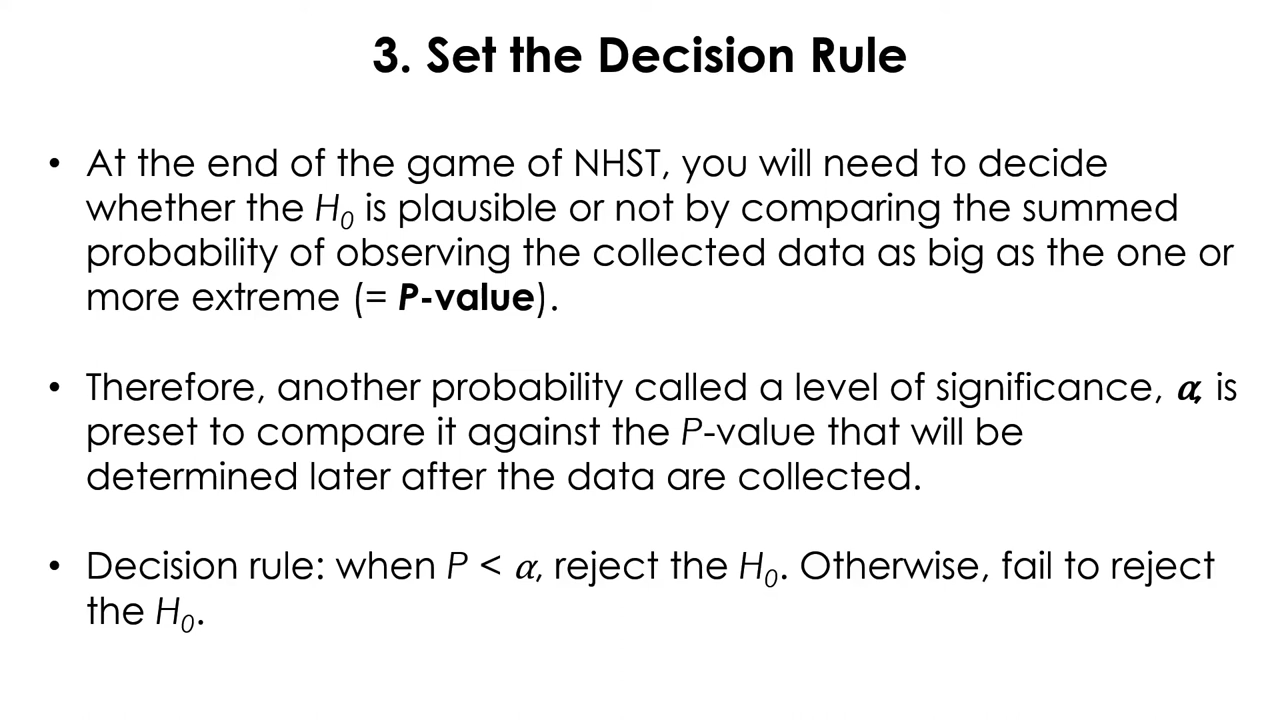 3. Set the Decision Rule
• At the end of the game of NHST, you will need to decide
whether the H₀ is plausible or not by comparing the summed
probability of observing the collected data as big as the one or
more extreme (= P-value).
• Therefore, another probability called a level of significance, α, is
preset to compare it against the P-value that will be
determined later after the data are collected.
• Decision rule: when P < α, reject the H₀. Otherwise, fail to reject
the H₀.